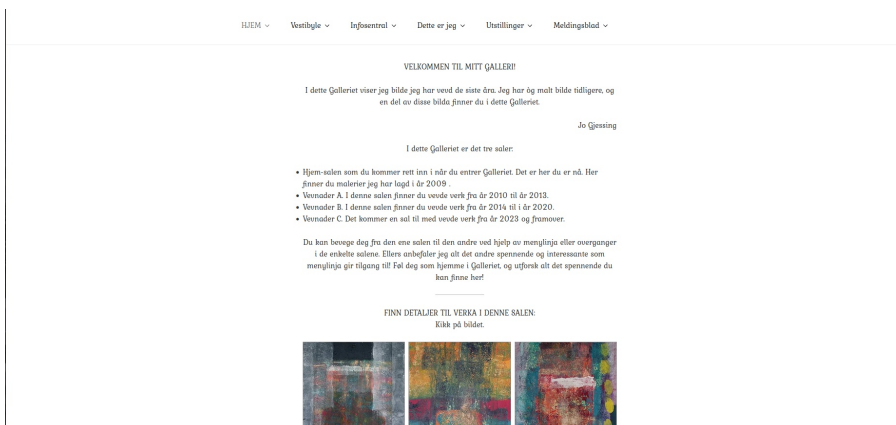 HJEM Vestibyle Infosentral Dette er jeg Utstillinger Meldingsblad
VELKOMMEN TIL MITT GALLERI!
I dette Galleriet viser jeg bilde jeg har vevd de siste åra. Jeg har òg malt bilde tidligere, og
en del av disse bilda finner du i dette Galleriet.
Jo Gjessing
I dette Galleriet er det tre saler:
• Hjem-salen som du kommer rett inn i når du entrer Galleriet. Det er her du er nå. Her
finner du malerier jeg har lagd i år 2009 .
• Vevnader A. I denne salen finner du vevde verk fra år 2010 til år 2013.
• Vevnader B. I denne salen finner du vevde verk fra år 2014 til i år 2020.
• Vevnader C. Det kommer en sal til med vevde verk fra år 2023 og framover.
Du kan bevege deg fra den ene salen til den andre ved hjelp av menylinja eller overganger
i de enkelte salene. Ellers anbefaler jeg alt det andre spennende og interessante som
menylinja gir tilgang til! Føl deg som hjemme i Galleriet, og utforsk alt det spennende du
kan finne her!
FINN DETALJER TIL VERKA I DENNE SALEN:
Kikk på bildet.